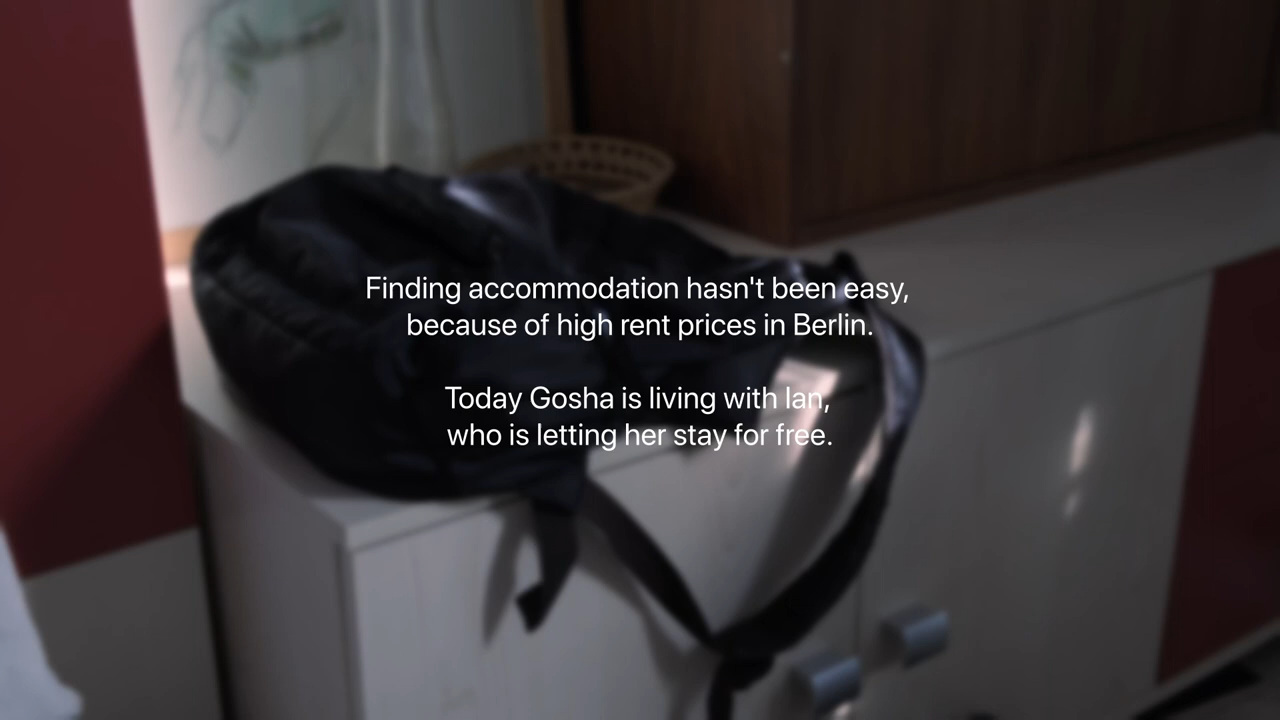 Finding accommodation hasn't been easy,
because of high rent prices in Berlin.
Today Gosha is living with Ian,
who is letting her stay for free.